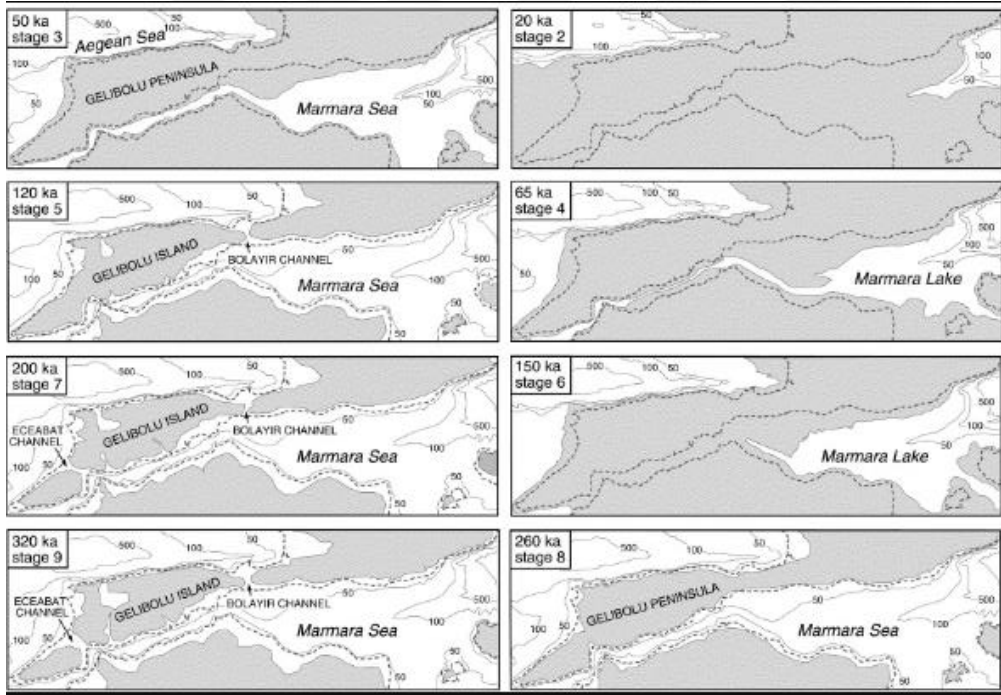 50 ka
stage 3
Aegean Sea
50
100
100
50
GELIBOLU PENINSULA
Marmara Sea
500
100
50
20 ka
stage 2
500
100
50
50
100
500
50
120 ka
stage 5
500
100
50
GELIBOLU ISLAND
BOLAYIR CHANNEL
Marmara Sea
50
50
100
500
50
65 ka
stage 4
500
100
50
50
50
100
Marmara Lake
200 ka
stage 7
500
100
50
GELIBOLU ISLAND
ECEABAT
CHANNEL
BOLAYIR CHANNEL
50
100
Marmara Sea
50
100
500
50
150 ka
stage 6
500
100
50
50
100
500
Marmara Lake
320 ka
stage 9
500
100
50
GELIBOLU ISLAND
ECEABAT
CHANNEL
BOLAYIR CHANNEL
50
100
Marmara Sea
50
100
500
50
260 ka
stage 8
500
100
50
GELIBOLU PENINSULA
50
100
Marmara Sea
50
100
500
50